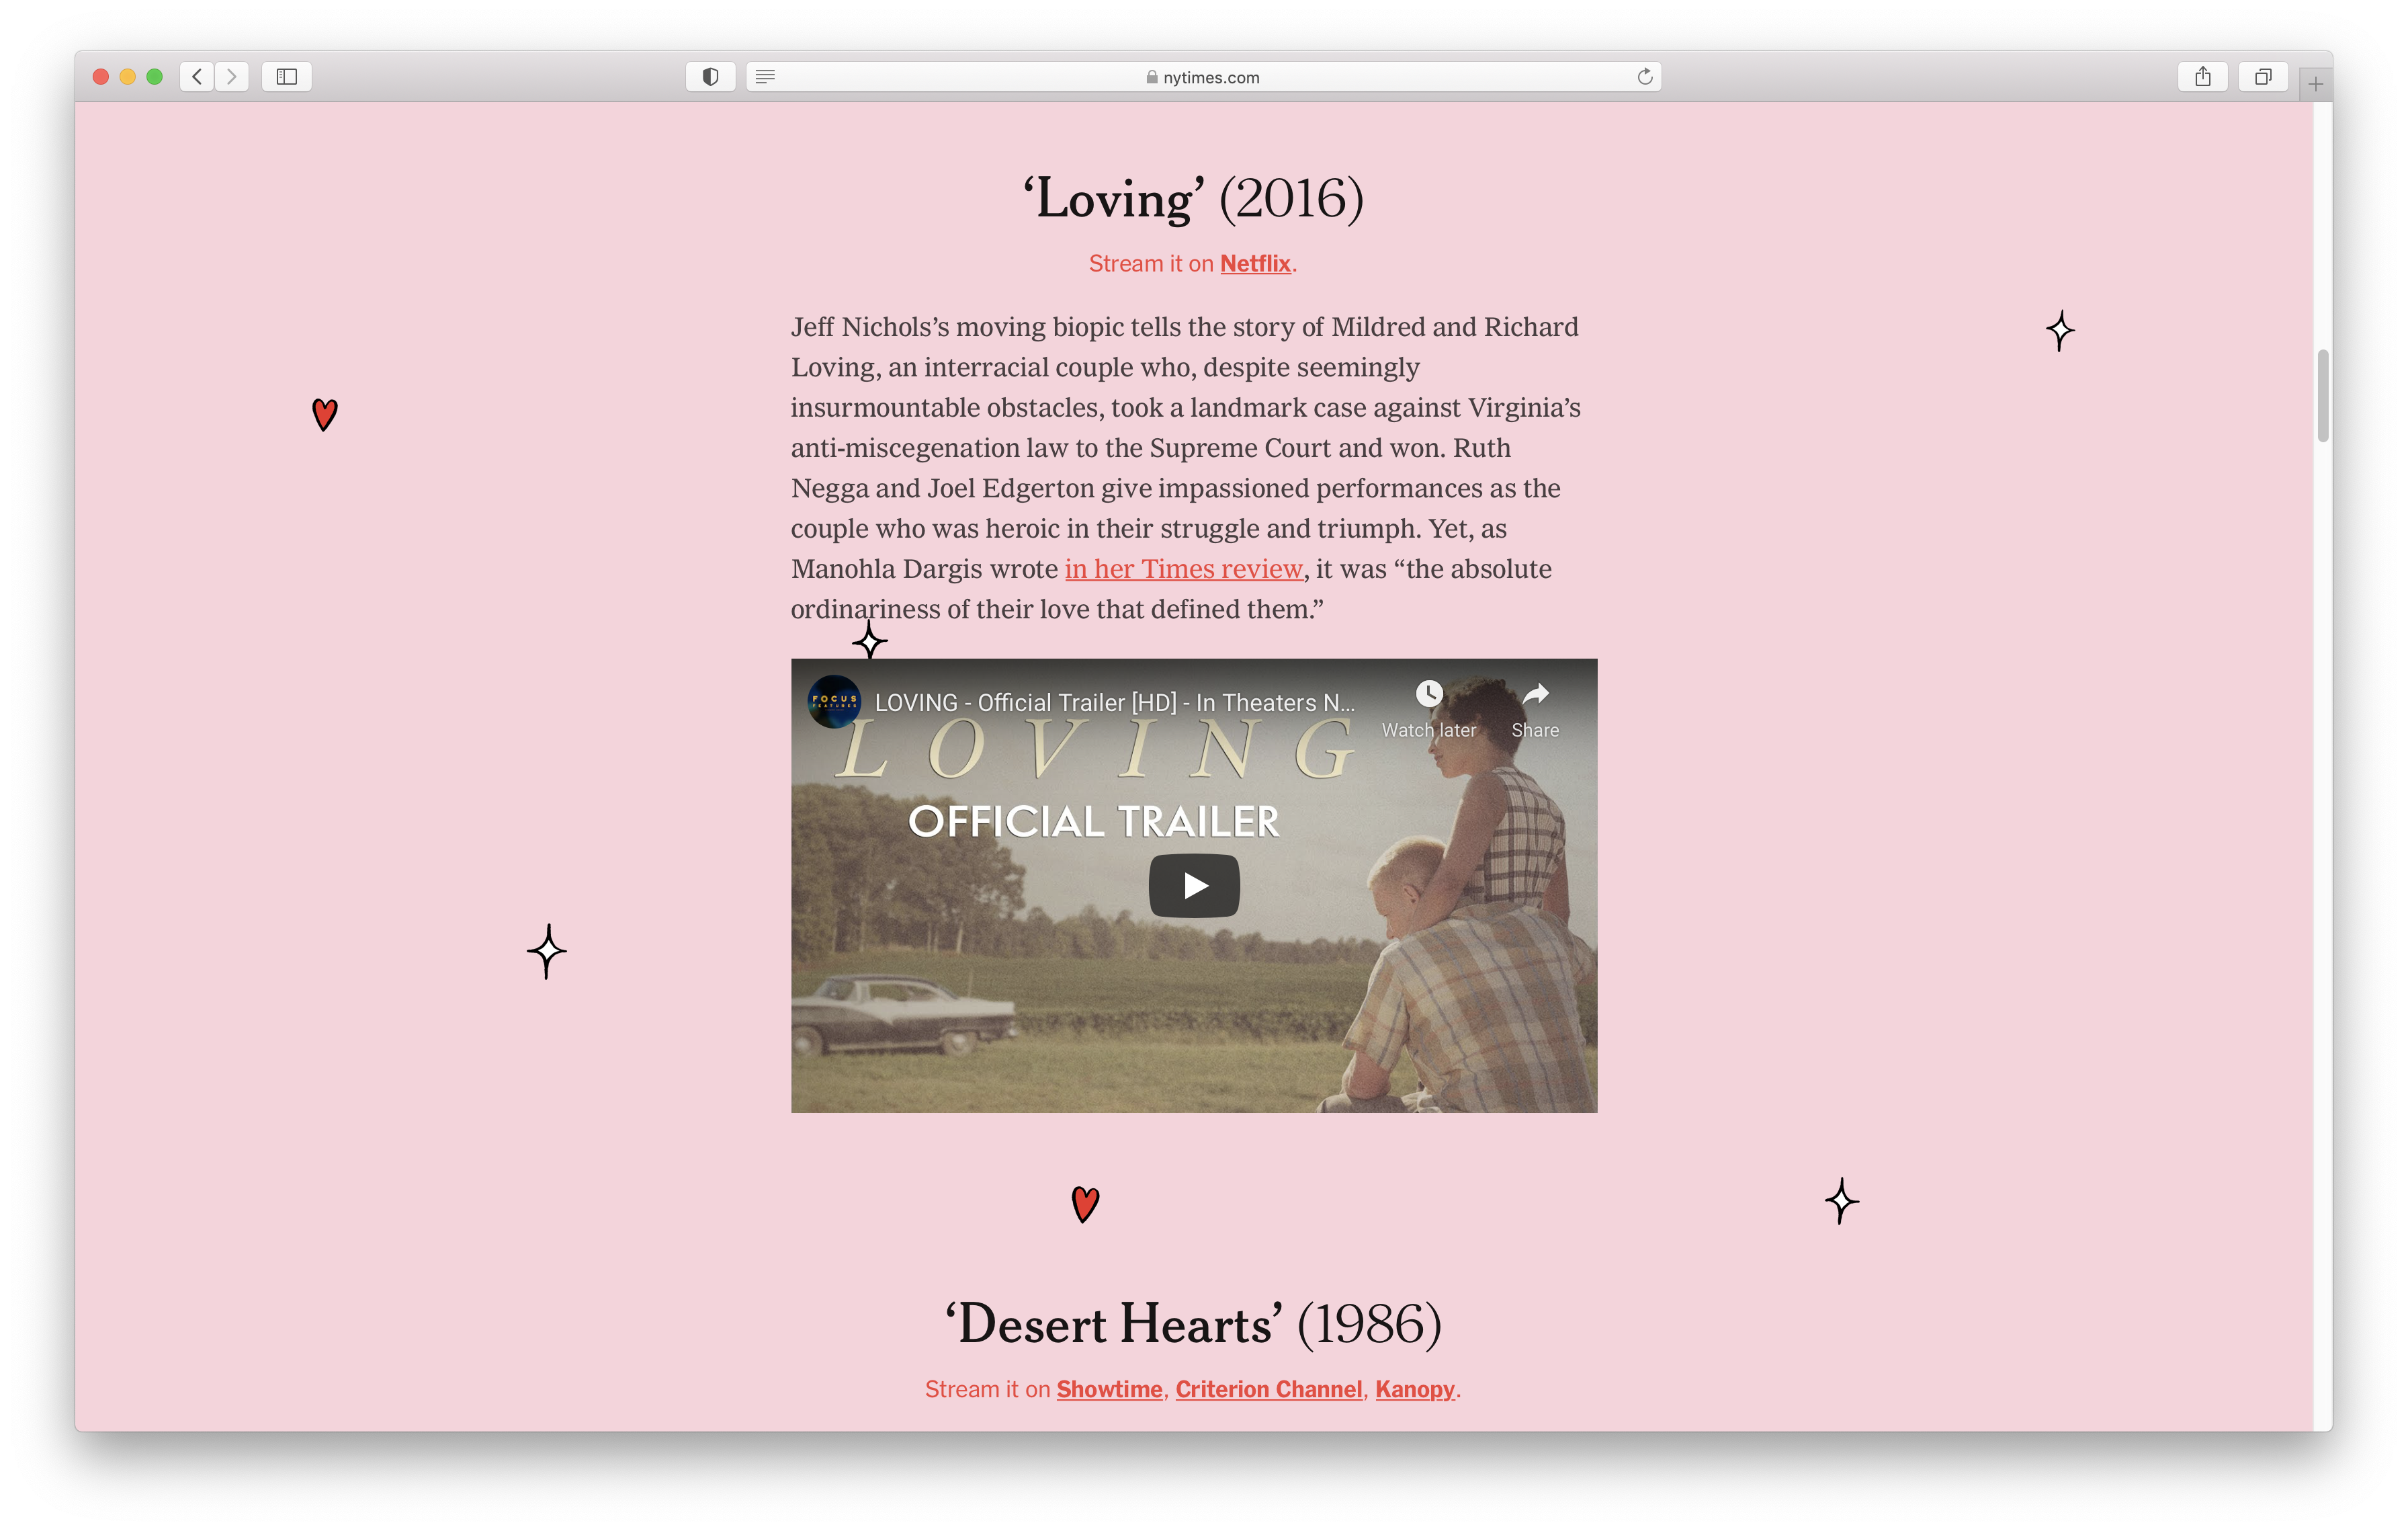 nytimes.com
‘Loving’ (2016)
Stream it on Netflix.
Jeff Nichols’s moving biopic tells the story of Mildred and Richard
Loving, an interracial couple who, despite seemingly
insurmountable obstacles, took a landmark case against Virginia’s
anti-miscegenation law to the Supreme Court and won. Ruth
Negga and Joel Edgerton give impassioned performances as the
couple who was heroic in their struggle and triumph. Yet, as
Manohla Dargis wrote in her Times review, it was “the absolute
ordinariness of their love that defined them.”
FOCUS
FEATURES
LOVING - Official Trailer [HD] - In Theaters N...
Watch later
Share
LOVING
OFFICIAL TRAILER
‘Desert Hearts’ (1986)
Stream it on Showtime, Criterion Channel, Kanopy.